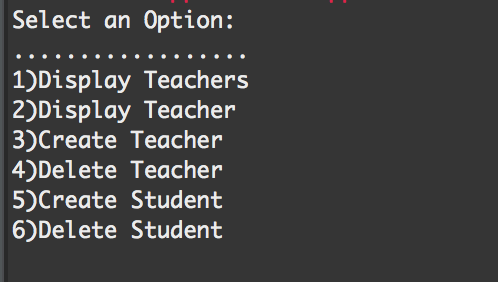 Select an Option:
..................
1)Display Teachers
2)Display Teacher
3)Create Teacher
4)Delete Teacher
5)Create Student
6)Delete Student